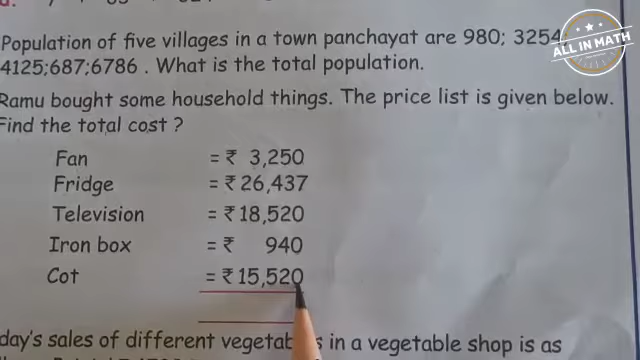 Population of five villages in a town panchayat are 980; 3254
4125;687;6786 . What is the total population.
Ramu bought some household things. The price list is given below.
Find the total cost ?
Fan = ₹ 3,250
Fridge = ₹ 26,437
Television = ₹ 18,520
Iron box = ₹ 940
Cot = ₹ 15,520
day's sales of different vegetab s in a vegetable shop is as
ALL IN MATH